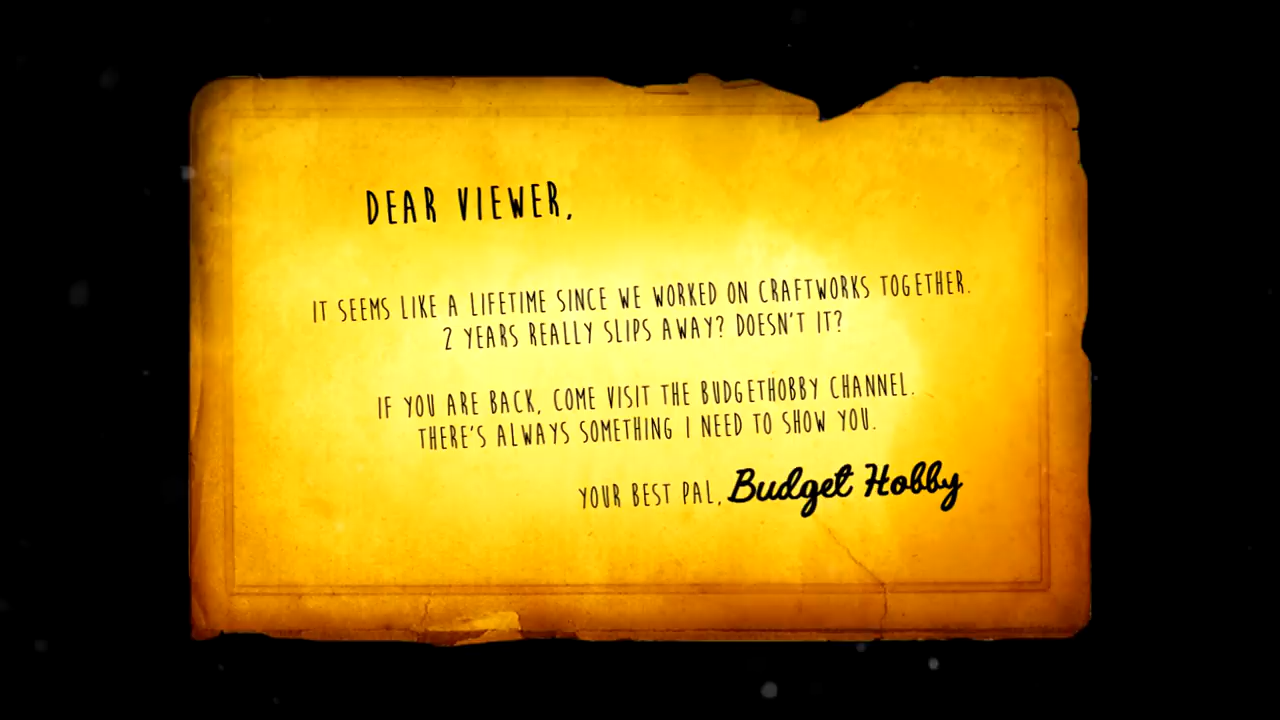 DEAR VIEWER,
IT SEEMS LIKE A LIFETIME SINCE WE WORKED ON CRAFTWORKS TOGETHER.
2 YEARS REALLY SLIPS AWAY? DOESN'T IT?
IF YOU ARE BACK, COME VISIT THE BUDGETHOBBY CHANNEL.
THERE'S ALWAYS SOMETHING I NEED TO SHOW YOU.
YOUR BEST PAL, Budget Hobby